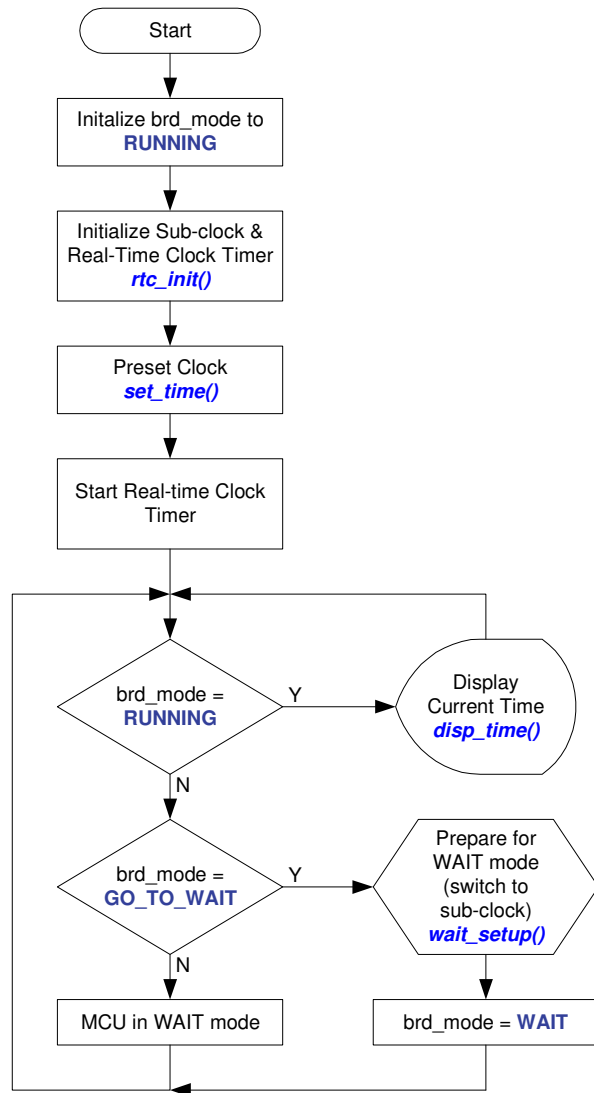 Start
Initalize brd_mode to
RUNNING
Initialize Sub-clock &
Real-Time Clock Timer
rtc_init()
Preset Clock
set_time()
Start Real-time Clock
Timer
brd_mode =
RUNNING
Y
Display
Current Time
disp_time()
N
brd_mode =
GO_TO_WAIT
Y
Prepare for
WAIT mode
(switch to
sub-clock)
wait_setup()
N
MCU in WAIT mode
brd_mode = WAIT